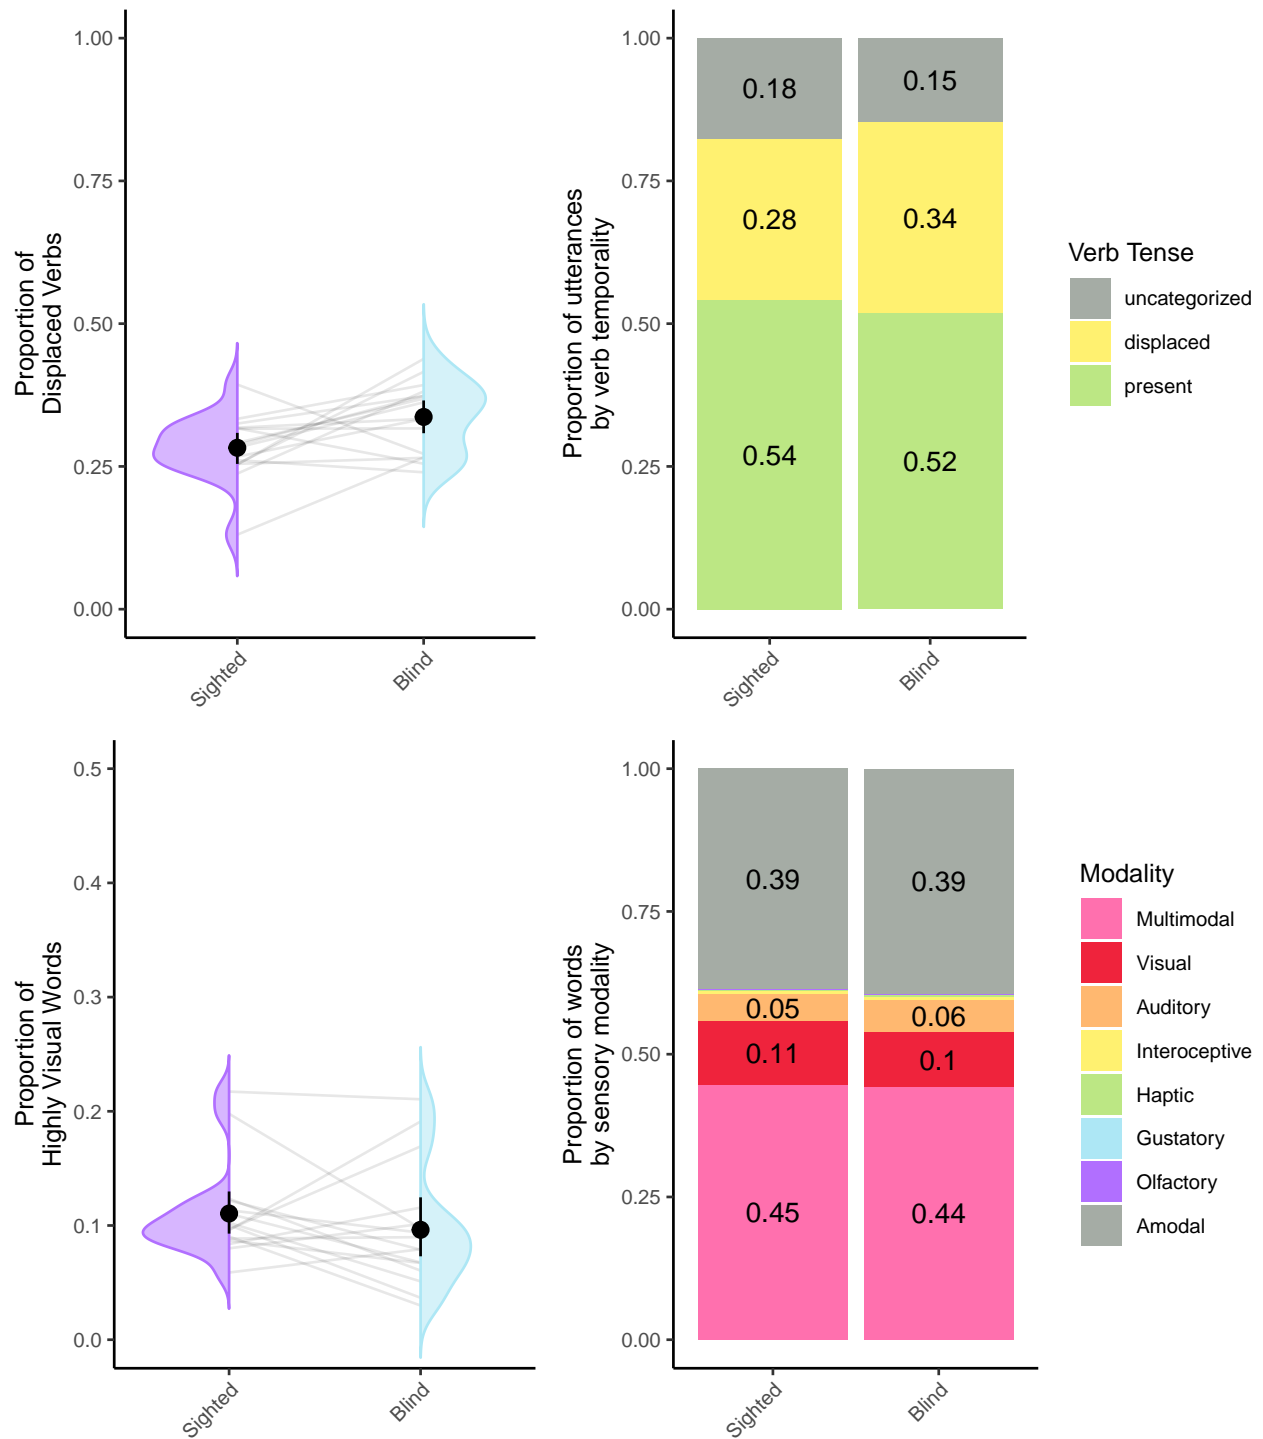 Proportion of
Displaced Verbs
1.00
0.75
0.50
0.25
0.00
Sighted
Blind
Proportion of utterances
by verb temporality
1.00
0.75
0.50
0.25
0.00
0.18
0.28
0.54
0.15
0.34
0.52
Sighted
Blind
Verb Tense
uncategorized
displaced
present
Proportion of
Highly Visual Words
0.5
0.4
0.3
0.2
0.1
0.0
Sighted
Blind
Proportion of words
by sensory modality
1.00
0.75
0.50
0.25
0.00
0.39
0.05
0.11
0.45
0.39
0.06
0.1
0.44
Sighted
Blind
Modality
Multimodal
Visual
Auditory
Interoceptive
Haptic
Gustatory
Olfactory
Amodal